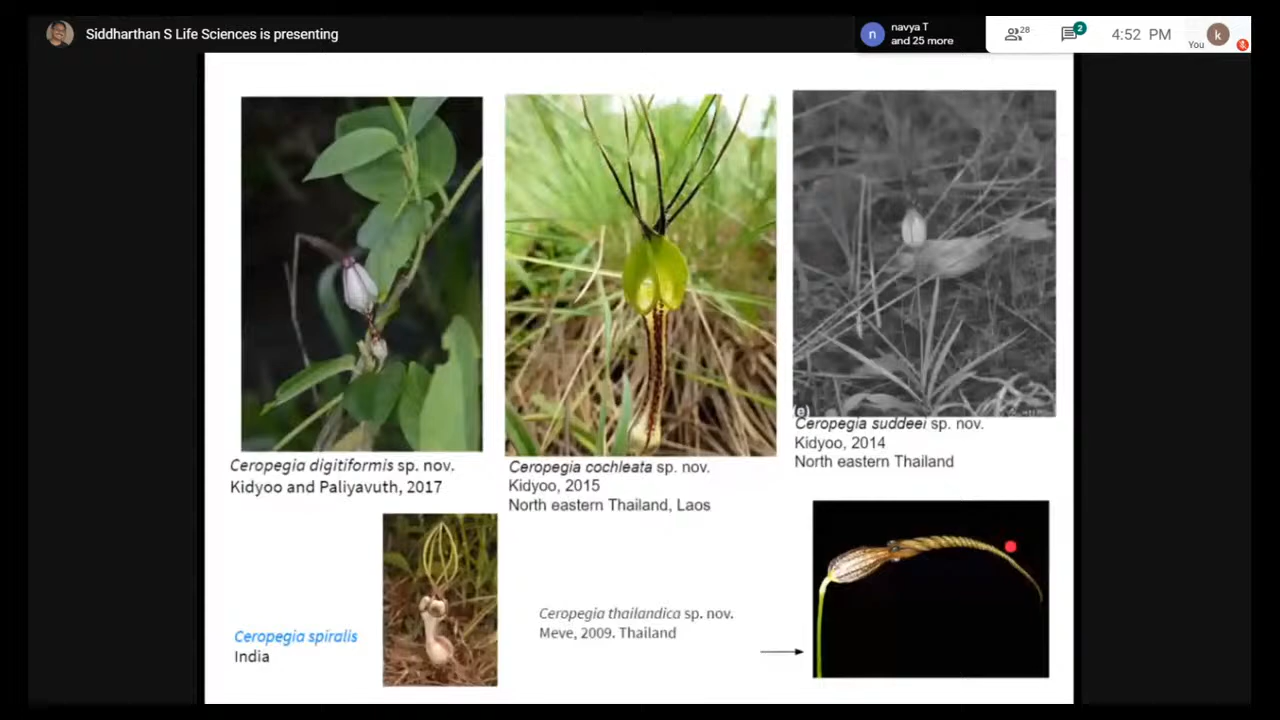 Siddharthan S Life Sciences is presenting
n
navya T
and 25 more
28
2
4:52 PM
You
k
(e)
Ceropegia digitiformis sp. nov.
Kidyoo and Paliyavuth, 2017
Ceropegia cochleata sp. nov.
Kidyoo, 2015
North eastern Thailand, Laos
Ceropegia suddeei sp. nov.
Kidyoo, 2014
North eastern Thailand
Ceropegia spiralis
India
Ceropegia thailandica sp. nov.
Meve, 2009. Thailand